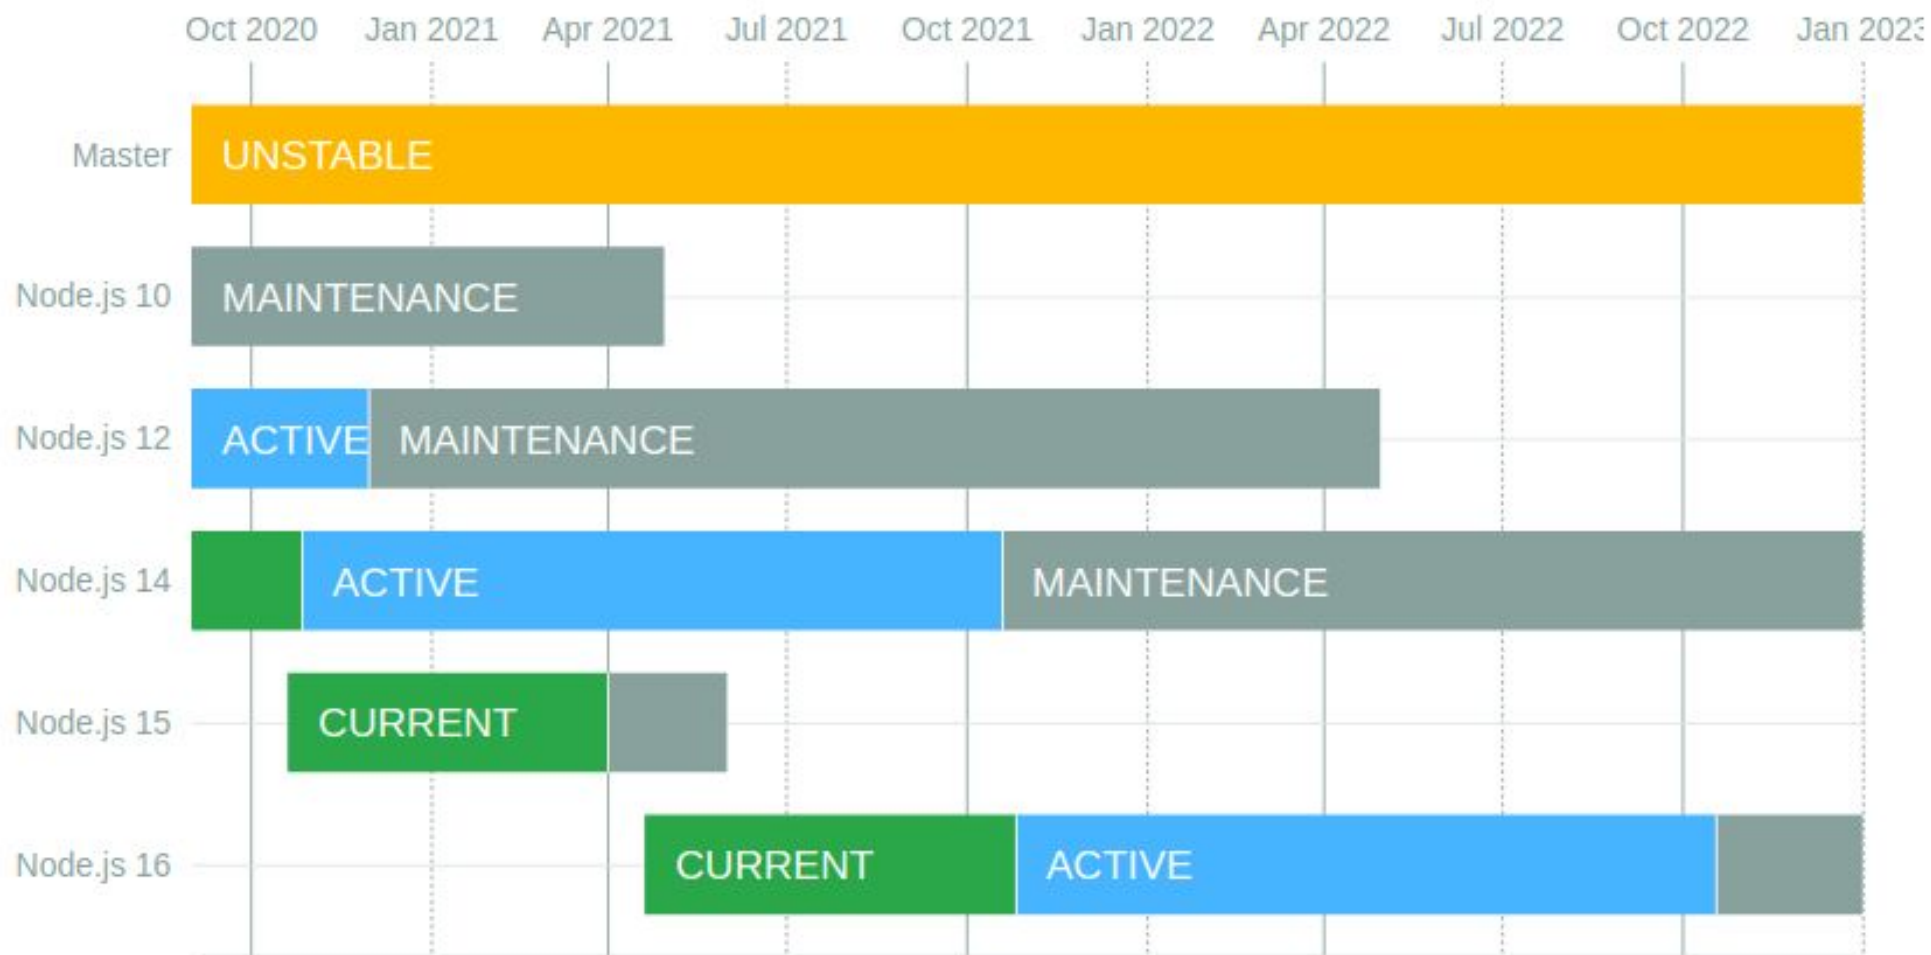 Oct 2020 Jan 2021 Apr 2021 Jul 2021 Oct 2021 Jan 2022 Apr 2022 Jul 2022 Oct 2022 Jan 2023
Master UNSTABLE
Node.js 10 MAINTENANCE
Node.js 12 ACTIVE MAINTENANCE
Node.js 14 ACTIVE MAINTENANCE
Node.js 15 CURRENT
Node.js 16 CURRENT ACTIVE